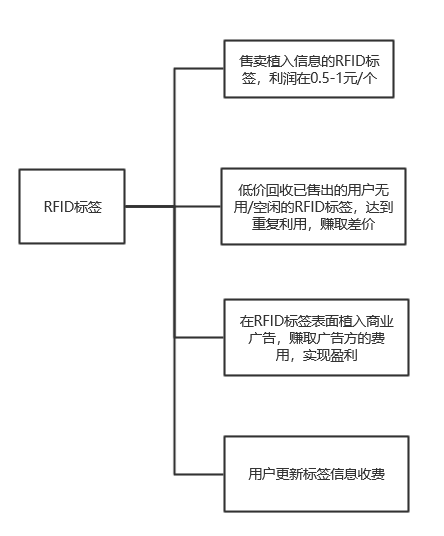 售卖植入信息的RFID标
签，利润在0.5-1元/个
RFID标签
低价回收已售出的用户无
用/空闲的RFID标签，达到
重复利用，赚取差价
在RFID标签表面植入商业
广告，赚取广告方的费
用，实现盈利
用户更新标签信息收费